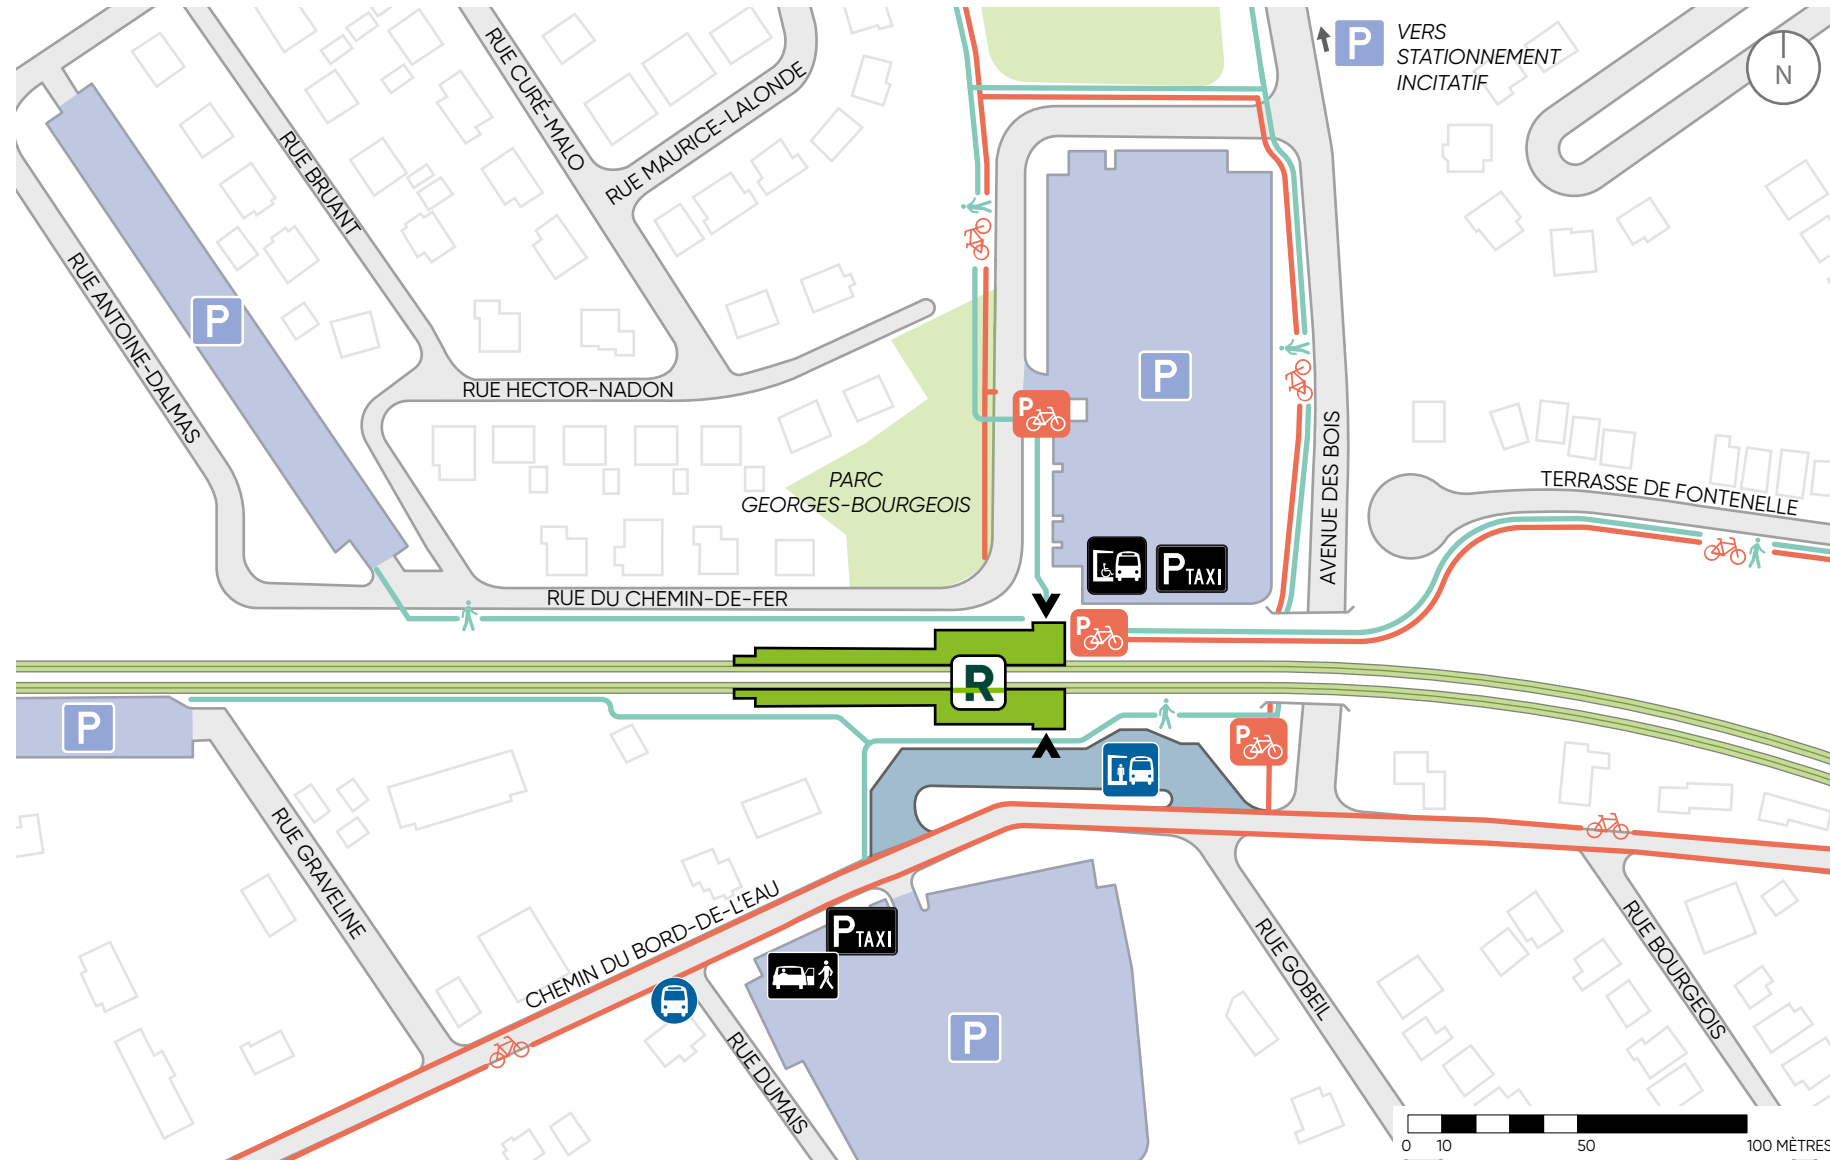 VERS
STATIONNEMENT
INCITATIF
P
N
RUE CURÉ-MALO
RUE MAURICE-LALONDE
RUE BRUANT
RUE ANTOINE-DALMAS
P
RUE HECTOR-NADON
P
P
PARC
GEORGES-BOURGEOIS
AVENUE DES BOIS
TERRASSE DE FONTENELLE
P TAXI
RUE DU CHEMIN-DE-FER
P
R
P
P
RUE GRAVELINE
CHEMIN DU BORD-DE-L'EAU
P TAXI
RUE GOBEIL
RUE BOURGEOIS
P
RUE DUMAIS
0 10 50 100 MÈTRES